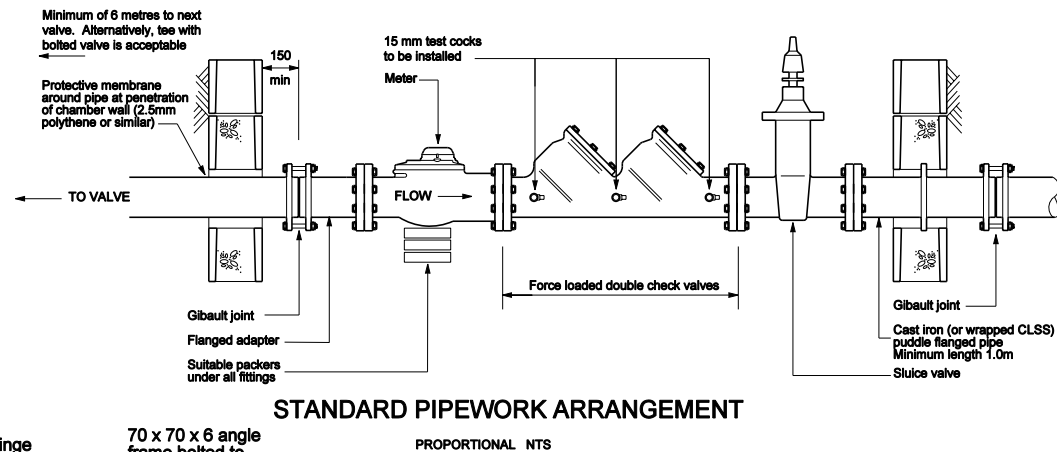 Minimum of 6 metres to next
valve. Alternatively, tee with
bolted valve is acceptable
150
min
15 mm test cocks
to be installed
Meter
Protective membrane
around pipe at penetration
of chamber wall (2.5mm
polythene or similar)
TO VALVE
FLOW
Force loaded double check valves
Gibault joint
Flanged adapter
Suitable packers
under all fittings
Gibault joint
Cast iron (or wrapped CLSS)
puddle flanged pipe
Minimum length 1.0m
Sluice valve
STANDARD PIPEWORK ARRANGEMENT
PROPORTIONAL NTS
70 x 70 x 6 angle
frame bolted to